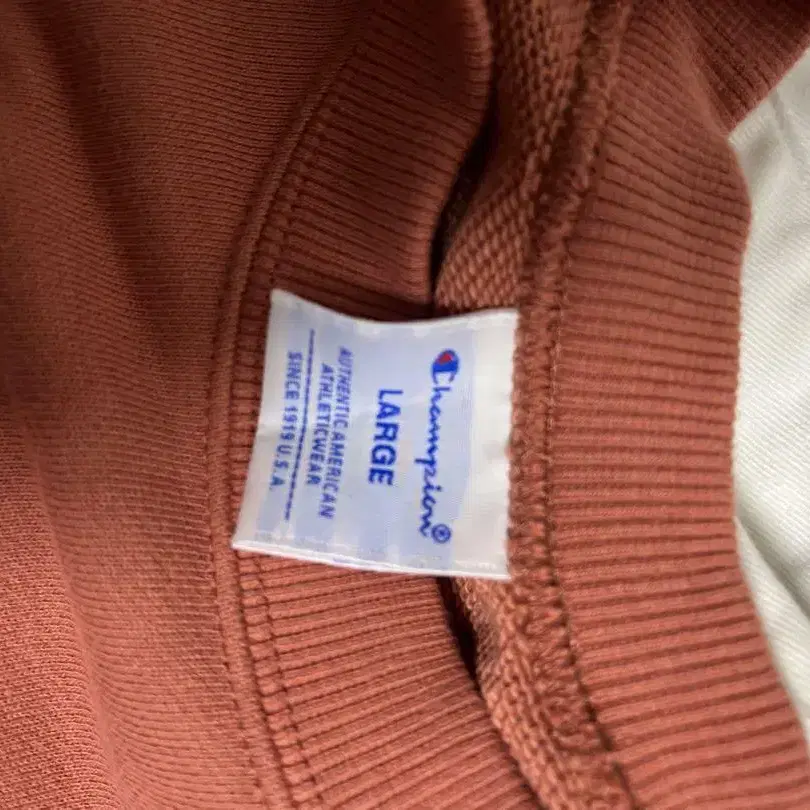 Champion®
LARGE
AUTHENTIC AMERICAN
ATHLETICWEAR
SINCE 1919 U.S.A.